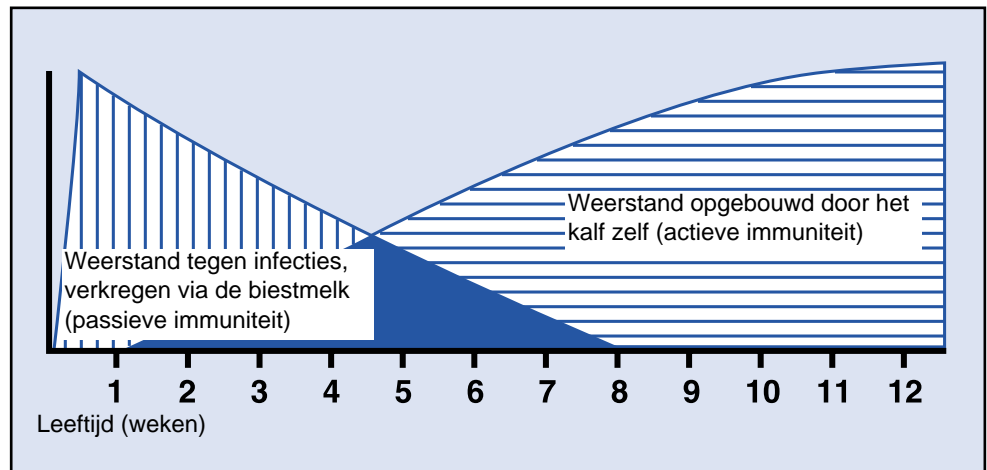 Weerstand opgebouwd door het
kalf zelf (actieve immuniteit)
Weerstand tegen infecties,
verkregen via de biestmelk
(passieve immuniteit)
1 2 3 4 5 6 7 8 9 10 11 12
Leeftijd (weken)